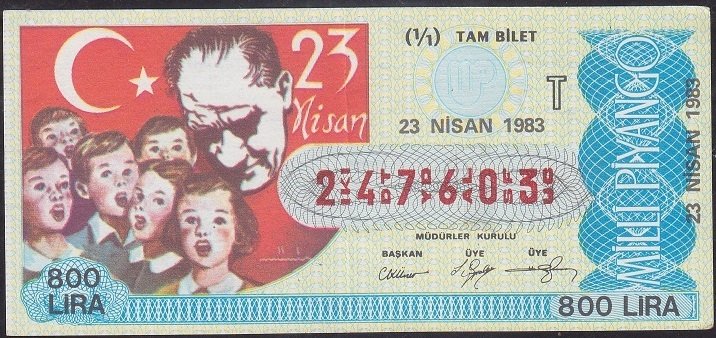 23
Nisan
(1/1) TAM BİLET
MP
T
23 NİSAN 1983
2 4 7 6 0 3
MÜDÜRLER KURULU
BAŞKAN ÜYE ÜYE
800
LİRA
800 LİRA
MİLLİ PİYANGO
23 NİSAN 1983